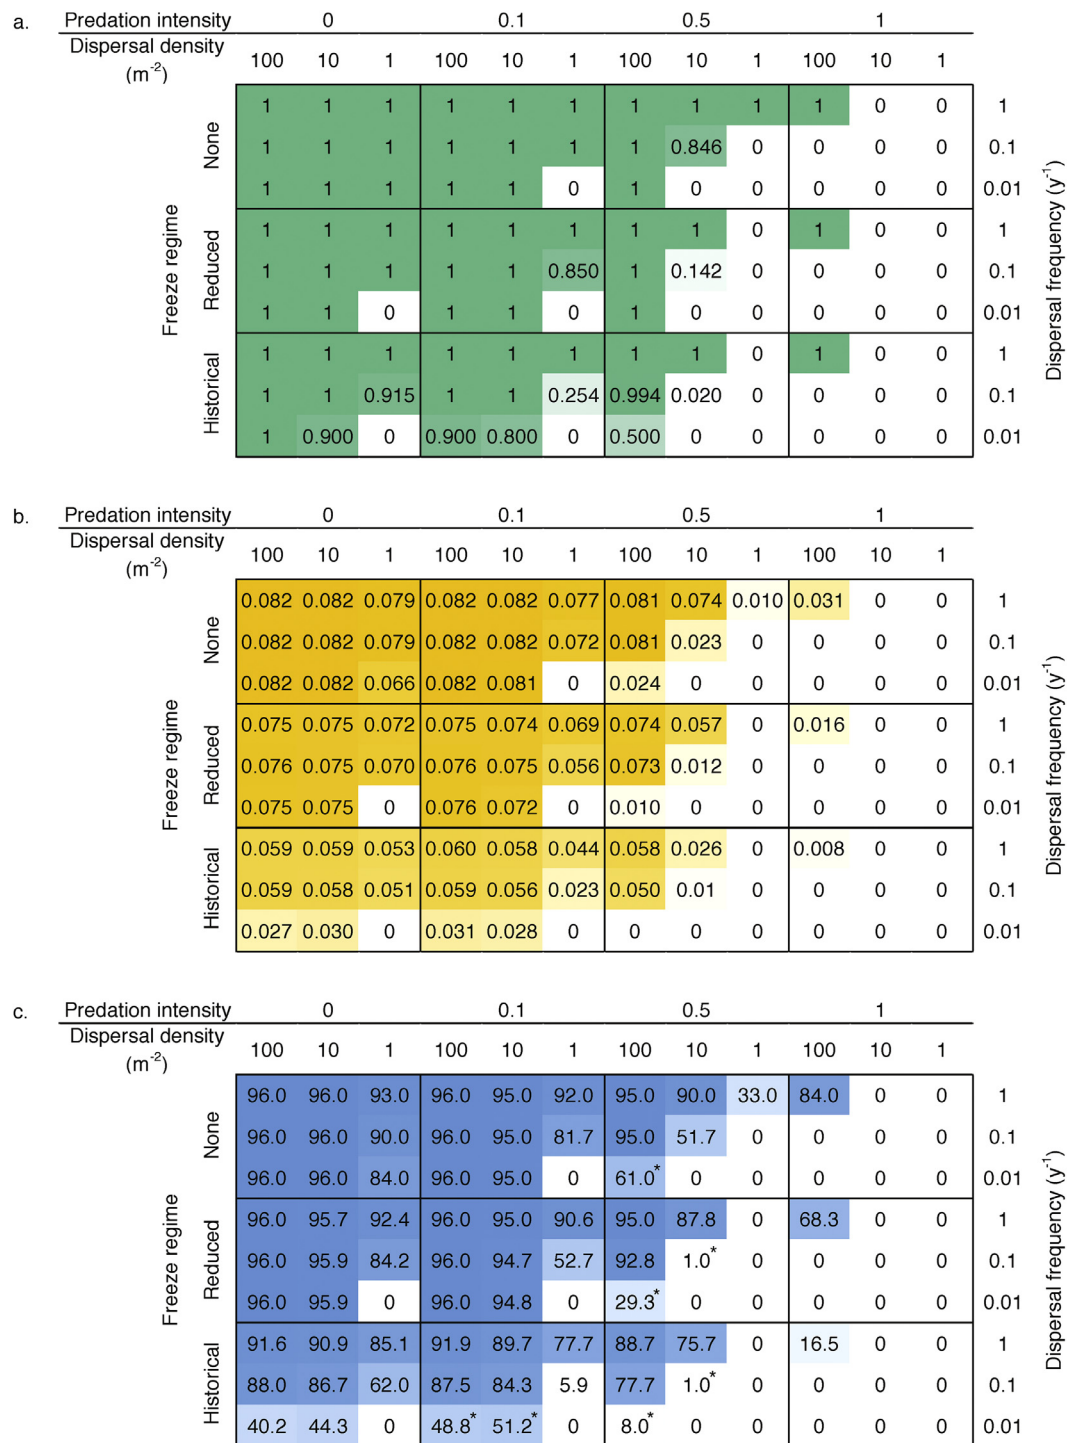 a. Predation intensity 0 0.1 0.5 1
Dispersal density
(m-2) 100 10 1 100 10 1 100 10 1 100 10 1
Freeze regime
None
1 1 1 1 1 1 1 1 1 1 0 0 1
1 1 1 1 1 1 1 0.846 0 0 0 0 0.1
1 1 1 1 1 0 1 0 0 0 0 0 0.01
Reduced
1 1 1 1 1 1 1 1 0 1 0 0 1
1 1 1 1 1 0.850 1 0.142 0 0 0 0 0.1
1 1 0 1 1 0 1 0 0 0 0 0 0.01
Historical
1 1 1 1 1 1 1 1 0 1 0 0 1
1 1 0.915 1 1 0.254 0.994 0.020 0 0 0 0 0.1
1 0.900 0 0.900 0.800 0 0.500 0 0 0 0 0 0.01
Dispersal frequency (y-1)
b. Predation intensity 0 0.1 0.5 1
Dispersal density
(m-2) 100 10 1 100 10 1 100 10 1 100 10 1
Freeze regime
None
0.082 0.082 0.079 0.082 0.082 0.077 0.081 0.074 0.010 0.031 0 0 1
0.082 0.082 0.079 0.082 0.082 0.072 0.081 0.023 0 0 0 0 0.1
0.082 0.082 0.066 0.082 0.081 0 0.024 0 0 0 0 0 0.01
Reduced
0.075 0.075 0.072 0.075 0.074 0.069 0.074 0.057 0 0.016 0 0 1
0.076 0.075 0.070 0.076 0.075 0.056 0.073 0.012 0 0 0 0 0.1
0.075 0.075 0 0.076 0.072 0 0.010 0 0 0 0 0 0.01
Historical
0.059 0.059 0.053 0.060 0.058 0.044 0.058 0.026 0 0.008 0 0 1
0.059 0.058 0.051 0.059 0.056 0.023 0.050 0.01 0 0 0 0 0.1
0.027 0.030 0 0.031 0.028 0 0 0 0 0 0 0 0.01
Dispersal frequency (y-1)
c. Predation intensity 0 0.1 0.5 1
Dispersal density
(m-2) 100 10 1 100 10 1 100 10 1 100 10 1
Freeze regime
None
96.0 96.0 93.0 96.0 95.0 92.0 95.0 90.0 33.0 84.0 0 0 1
96.0 96.0 90.0 96.0 95.0 81.7 95.0 51.7 0 0 0 0 0.1
96.0 96.0 84.0 96.0 95.0 0 61.0* 0 0 0 0 0 0.01
Reduced
96.0 95.7 92.4 96.0 95.0 90.6 95.0 87.8 0 68.3 0 0 1
96.0 95.9 84.2 96.0 94.7 52.7 92.8 1.0* 0 0 0 0 0.1
96.0 95.9 0 96.0 94.8 0 29.3* 0 0 0 0 0 0.01
Historical
91.6 90.9 85.1 91.9 89.7 77.7 88.7 75.7 0 16.5 0 0 1
88.0 86.7 62.0 87.5 84.3 5.9 77.7 1.0* 0 0 0 0 0.1
40.2 44.3 0 48.8* 51.2* 0 8.0* 0 0 0 0 0 0.01
Dispersal frequency (y-1)